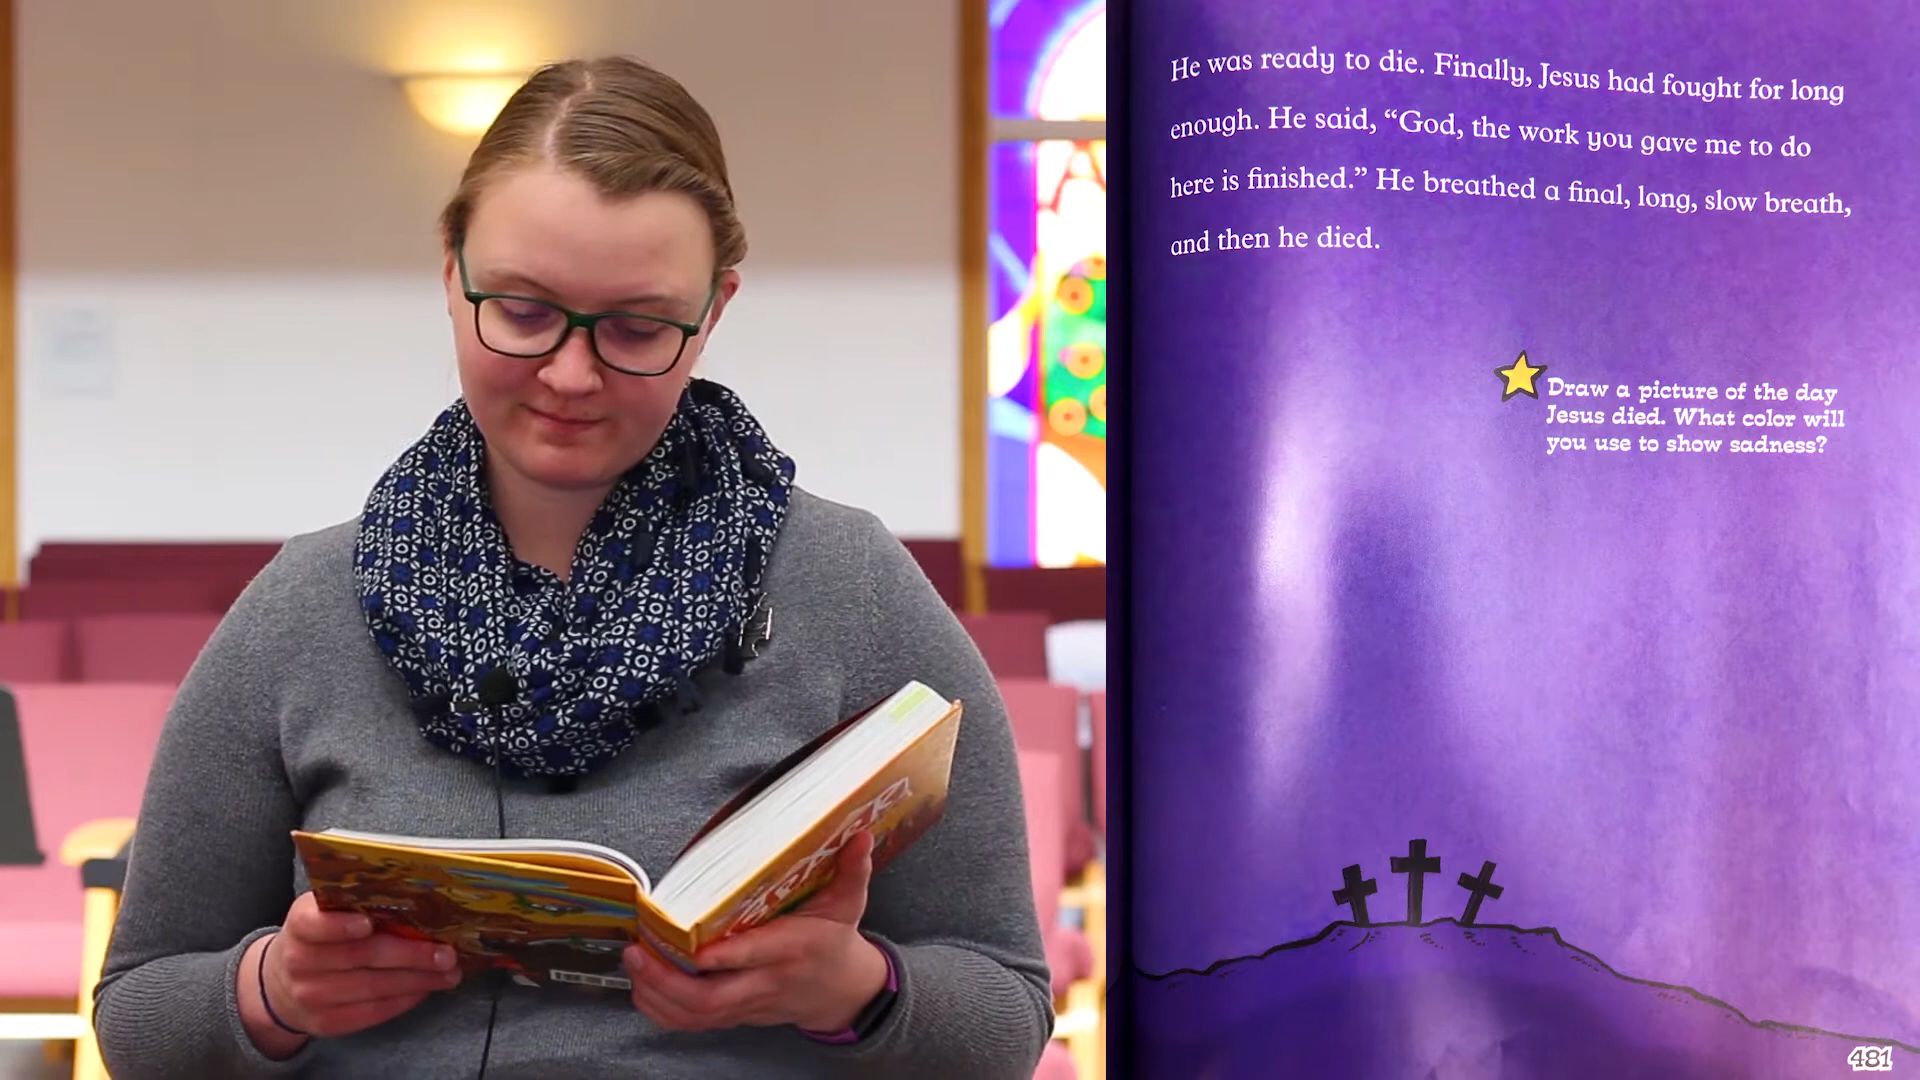 He was ready to die. Finally, Jesus had fought for long
enough. He said, “God, the work you gave me to do
here is finished.” He breathed a final, long, slow breath,
and then he died.
Draw a picture of the day
Jesus died. What color will
you use to show sadness?
481